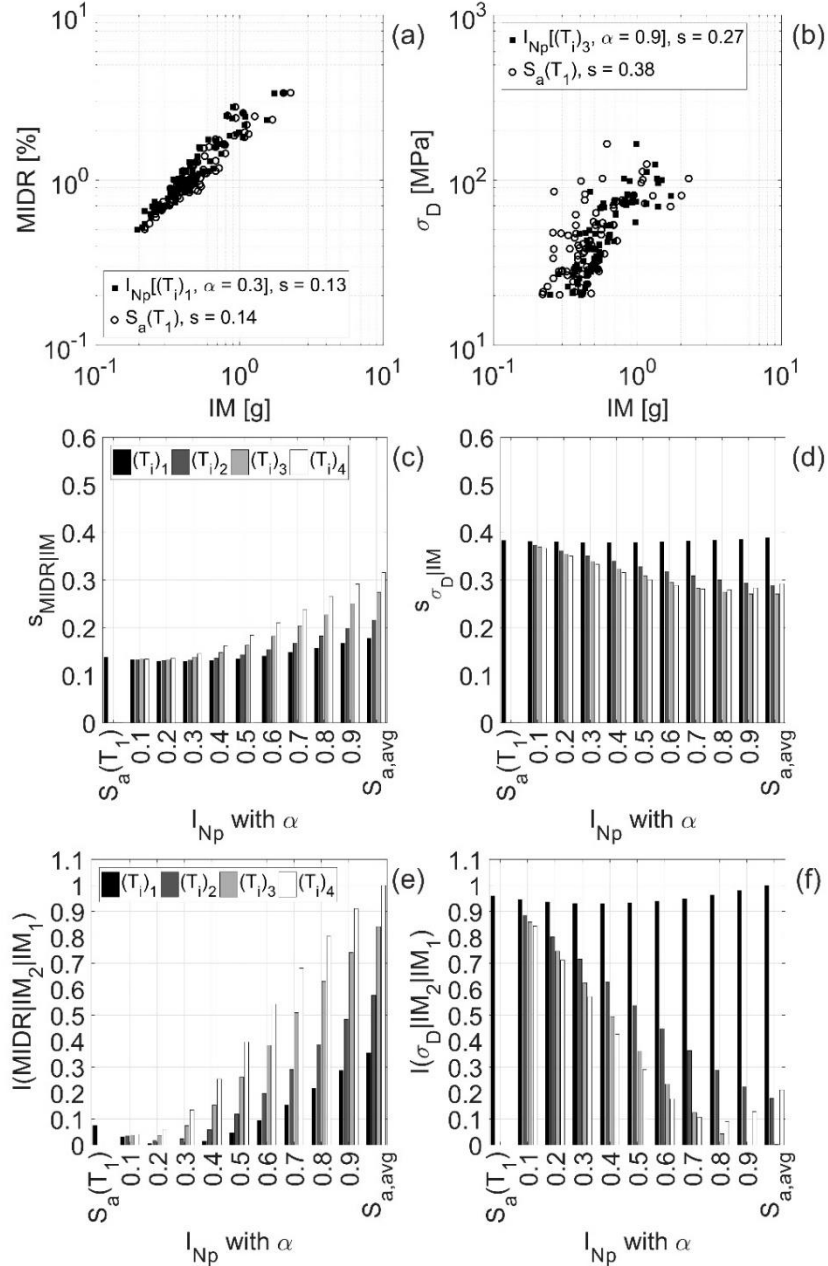 (a)
MIDR [%]
10^1
10^0
10^-1
I_Np[(T_i)_1, α = 0.3], s = 0.13
S_a(T_1), s = 0.14
10^-1 10^0 10^1
IM [g]
(b)
σ_D [MPa]
10^3
10^2
10^1
I_Np[(T_i)_3, α = 0.9], s = 0.27
S_a(T_1), s = 0.38
10^-1 10^0 10^1
IM [g]
(c)
s_MIDR|IM
0.6
0.5
0.4
0.3
0.2
0.1
0
(T_i)_1 (T_i)_2 (T_i)_3 (T_i)_4
S_a(T_1) 0.1 0.2 0.3 0.4 0.5 0.6 0.7 0.8 0.9 S_a,avg
I_Np with α
(d)
s_σ_D|IM
0.6
0.5
0.4
0.3
0.2
0.1
0
S_a(T_1) 0.1 0.2 0.3 0.4 0.5 0.6 0.7 0.8 0.9 S_a,avg
I_Np with α
(e)
I(MIDR|IM_2|IM_1)
1.1
1
0.9
0.8
0.7
0.6
0.5
0.4
0.3
0.2
0.1
0
(T_i)_1 (T_i)_2 (T_i)_3 (T_i)_4
S_a(T_1) 0.1 0.2 0.3 0.4 0.5 0.6 0.7 0.8 0.9 S_a,avg
I_Np with α
(f)
I(σ_D|IM_2|IM_1)
1.1
1
0.9
0.8
0.7
0.6
0.5
0.4
0.3
0.2
0.1
0
S_a(T_1) 0.1 0.2 0.3 0.4 0.5 0.6 0.7 0.8 0.9 S_a,avg
I_Np with α